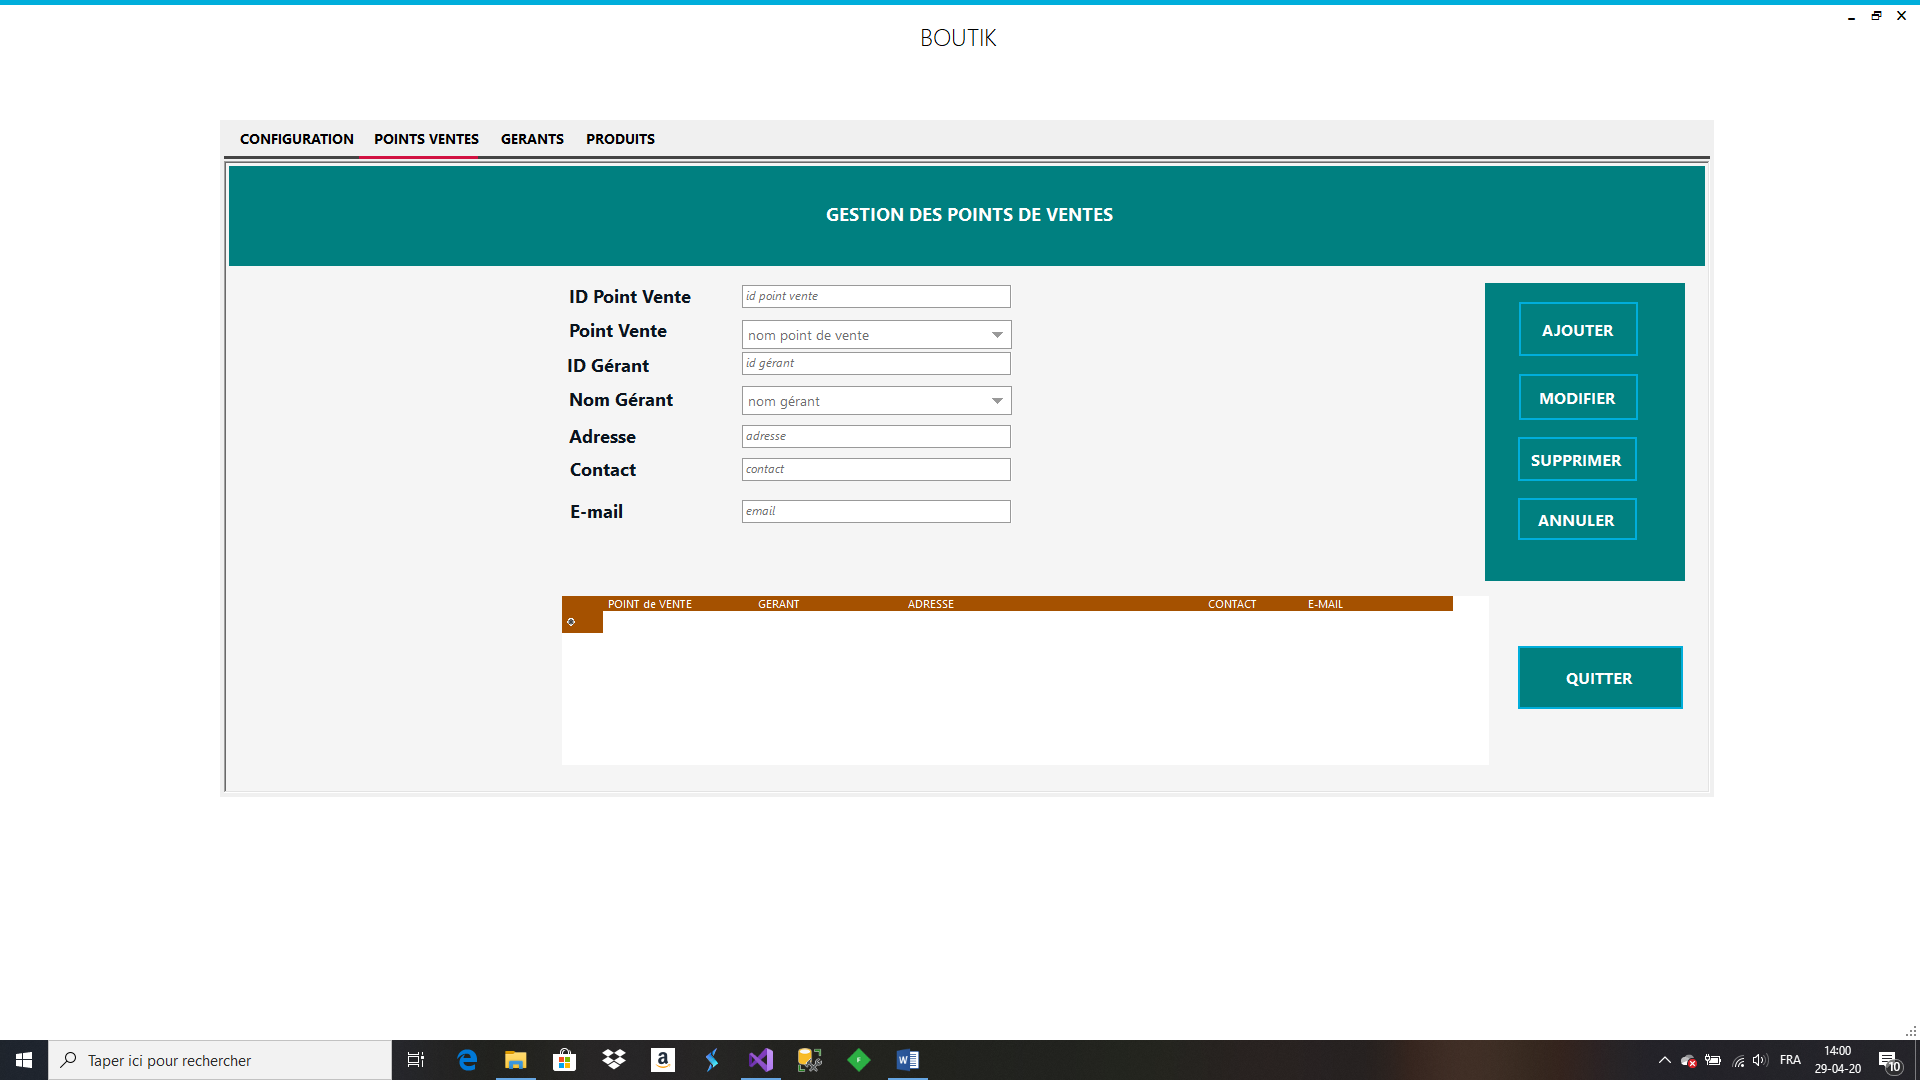 BOUTIK
CONFIGURATION POINTS VENTES GERANTS PRODUITS
GESTION DES POINTS DE VENTES
ID Point Vente id point vente
Point Vente nom point de vente
ID Gérant id gérant
Nom Gérant nom gérant
Adresse adresse
Contact contact
E-mail email
AJOUTER
MODIFIER
SUPPRIMER
ANNULER
POINT de VENTE GERANT ADRESSE CONTACT E-MAIL
QUITTER
Taper ici pour rechercher
FRA
14:00
29-04-20
10